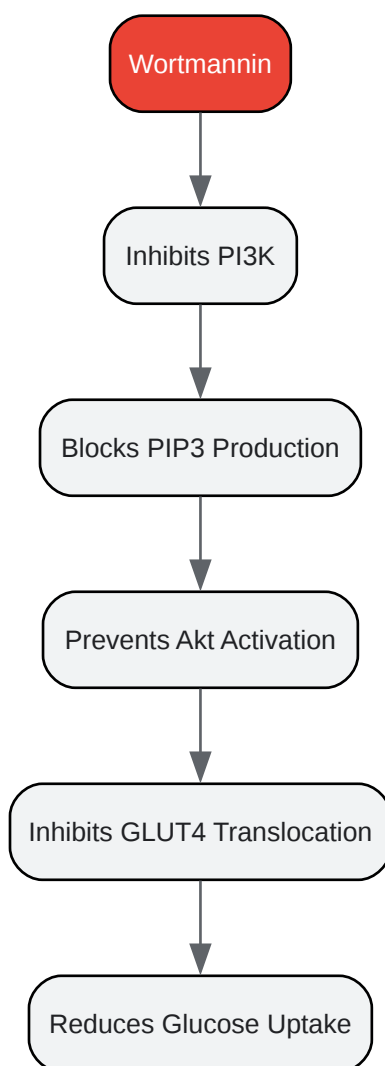 Wortmannin
Inhibits PI3K
Blocks PIP3 Production
Prevents Akt Activation
Inhibits GLUT4 Translocation
Reduces Glucose Uptake